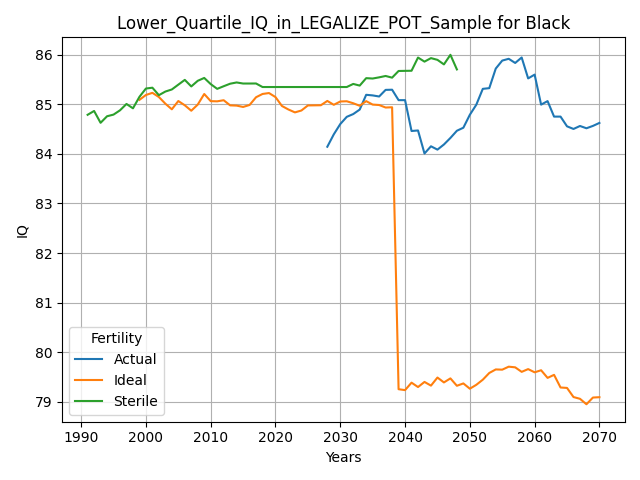 Lower_Quartile_IQ_in_LEGALIZE_POT_Sample for Black
86
85
84
83
82
81
80
79
IQ
Fertility
Actual
Ideal
Sterile
1990 2000 2010 2020 2030 2040 2050 2060 2070
Years